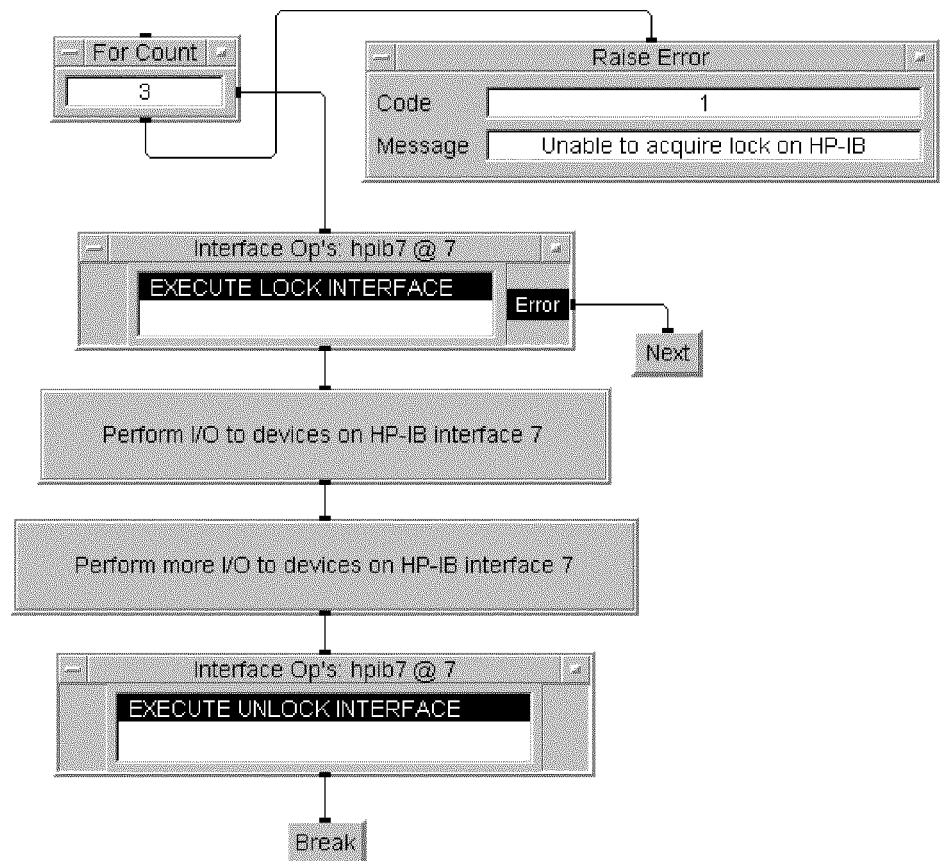 For Count
3
Raise Error
Code 1
Message Unable to acquire lock on HP-IB
Interface Op's: hpib7 @ 7
EXECUTE LOCK INTERFACE
Error
Next
Perform I/O to devices on HP-IB interface 7
Perform more I/O to devices on HP-IB interface 7
Interface Op's: hpib7 @ 7
EXECUTE UNLOCK INTERFACE
Break